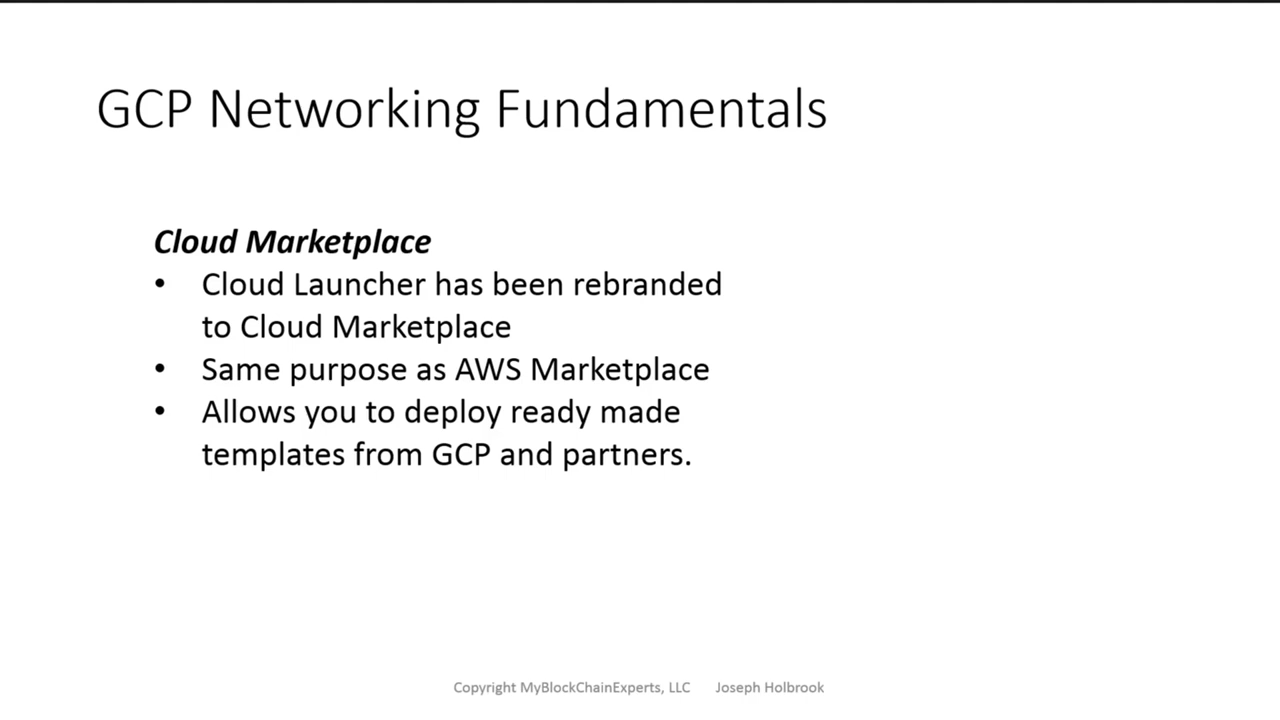 GCP Networking Fundamentals
Cloud Marketplace
• Cloud Launcher has been rebranded
to Cloud Marketplace
• Same purpose as AWS Marketplace
• Allows you to deploy ready made
templates from GCP and partners.
Copyright MyBlockChainExperts, LLC Joseph Holbrook